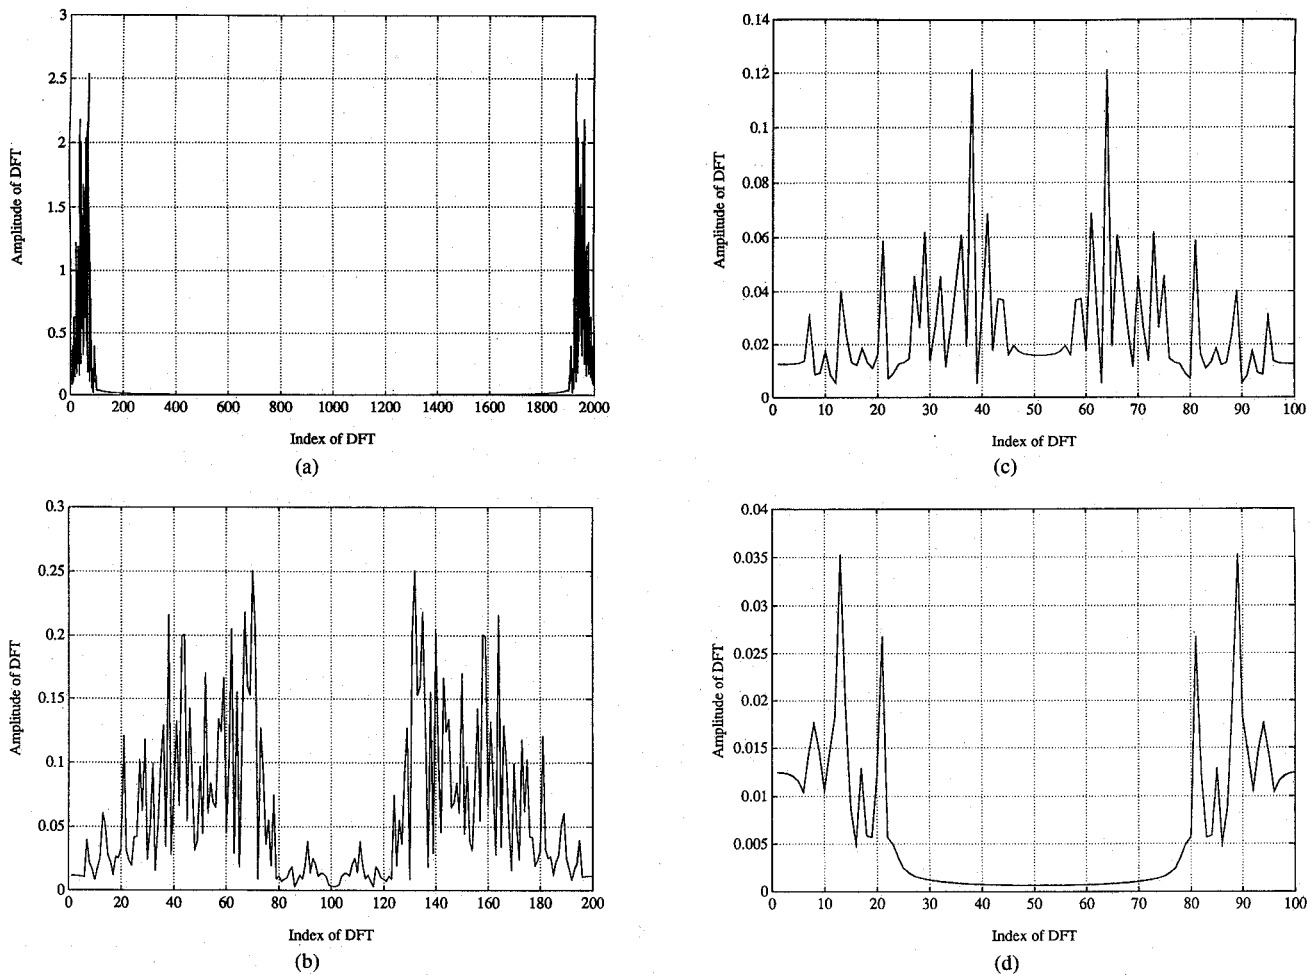 3
2.5
2
1.5
1
0.5
0
Amplitude of DFT
0 200 400 600 800 1000 1200 1400 1600 1800 2000
Index of DFT
(a)
0.14
0.12
0.1
0.08
0.06
0.04
0.02
0
Amplitude of DFT
0 10 20 30 40 50 60 70 80 90 100
Index of DFT
(c)
0.3
0.25
0.2
0.15
0.1
0.05
0
Amplitude of DFT
0 20 40 60 80 100 120 140 160 180 200
Index of DFT
(b)
0.04
0.035
0.03
0.025
0.02
0.015
0.01
0.005
0
Amplitude of DFT
0 10 20 30 40 50 60 70 80 90 100
Index of DFT
(d)